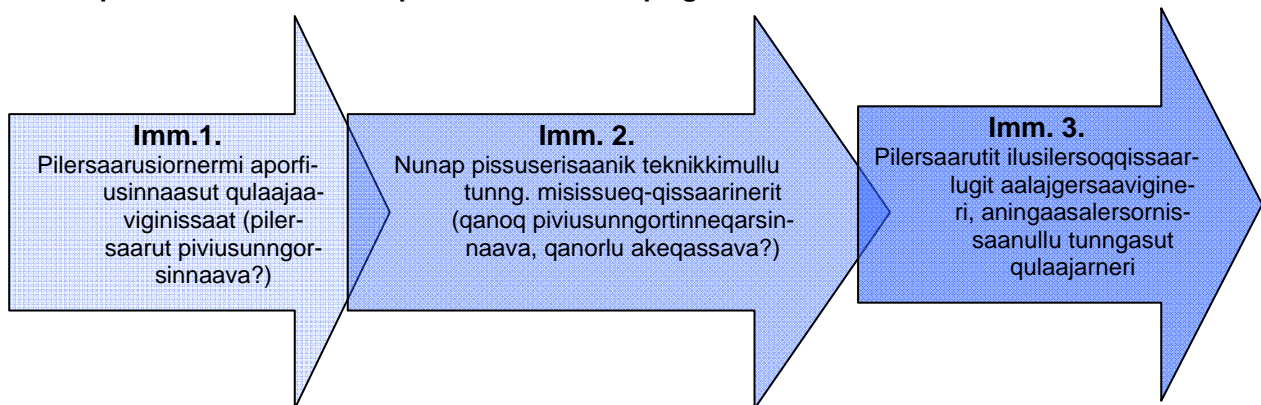 Imm.1.
Pilersaarusiornermi aporfi-
usinnaasut qulaajaa-
viginissaat (piler-
saarut piviusunngor-
sinnaava?)
Imm. 2.
Nunap pissuserisaanik teknikkimullu
tunng. misissueq-qissaarinerit
(qanoq piviusunngortinneqarsin-
naava, qanorlu akeqassava?)
Imm. 3.
Pilersaarutit ilusilersoqqissaar-
lugit aalajgersaavigine-
ri, aningaasalersornis-
saanullu tunngasut
qulaajarneri